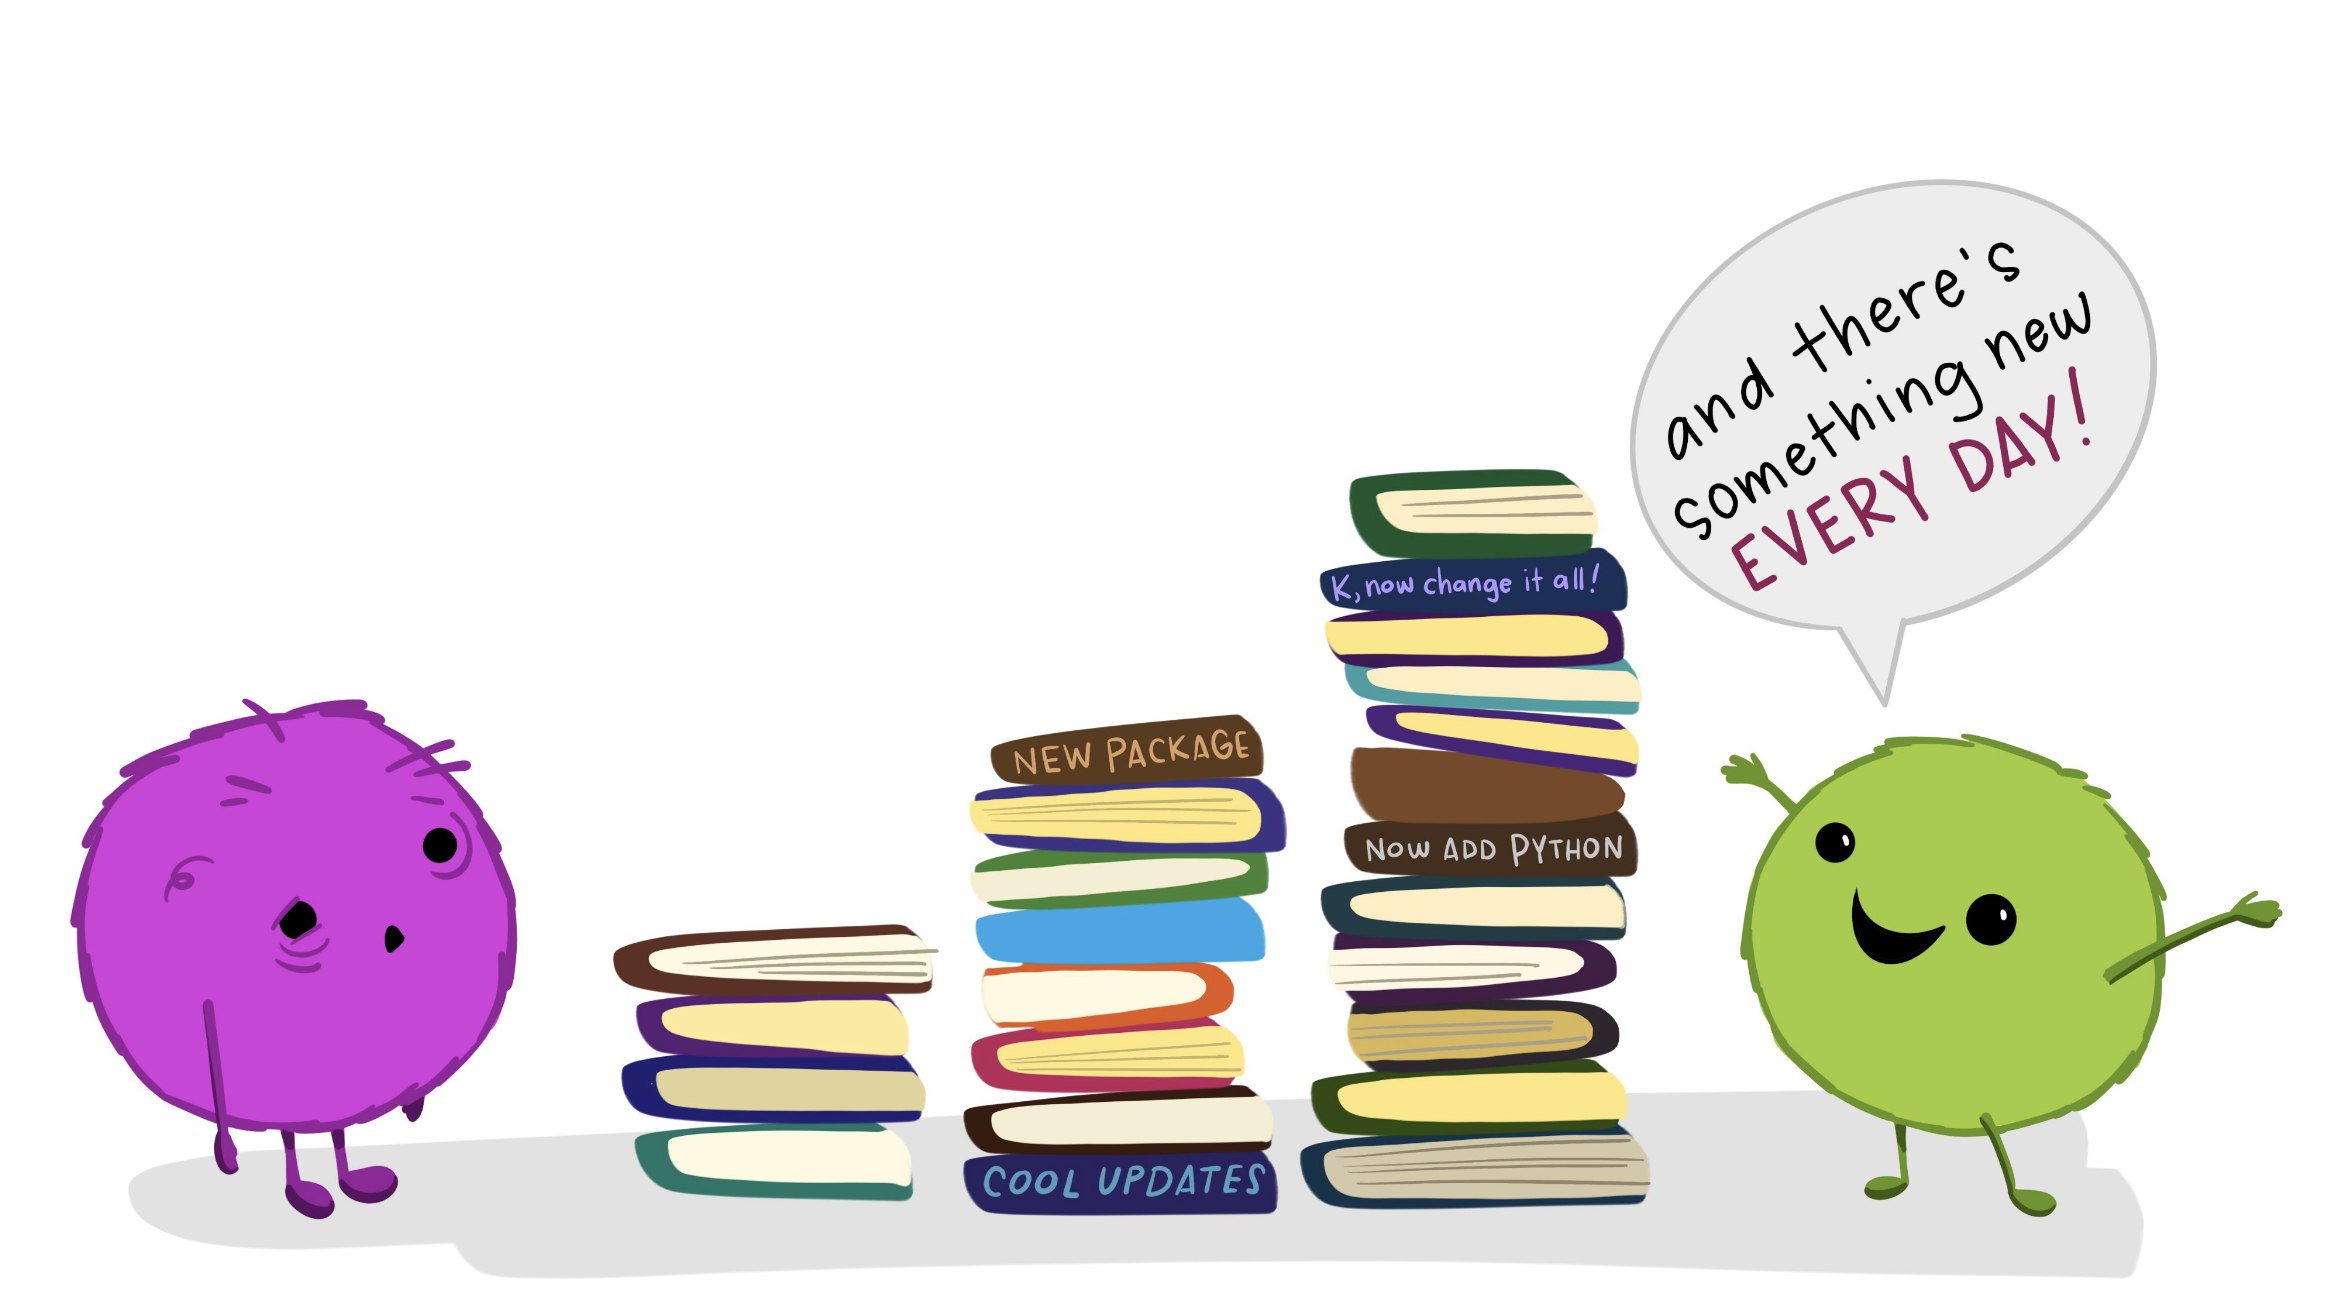 and there's
something new
EVERY DAY!
K, now change it all!
NEW PACKAGE
NOW ADD PYTHON
COOL UPDATES